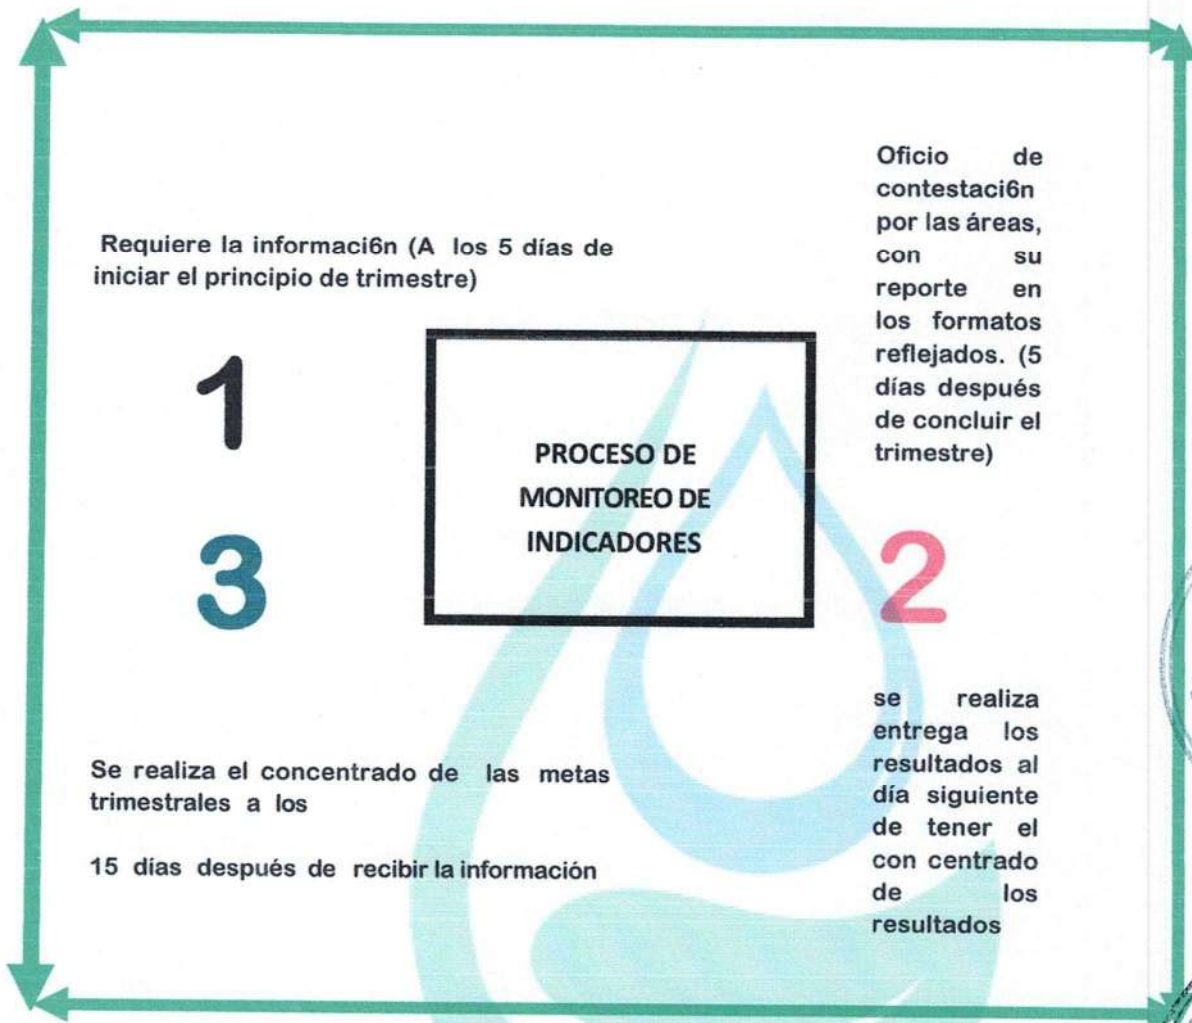 Requiere la informaci6n (A los 5 días de
iniciar el principio de trimestre)
1
Oficio de
contestaci6n
por las áreas,
con su
reporte en
los formatos
reflejados. (5
días después
de concluir el
trimestre)
PROCESO DE
MONITOREO DE
INDICADORES
2
3
Se realiza el concentrado de las metas
trimestrales a los
15 días después de recibir la información
se realiza
entrega los
resultados al
día siguiente
de tener el
con centrado
de los
resultados